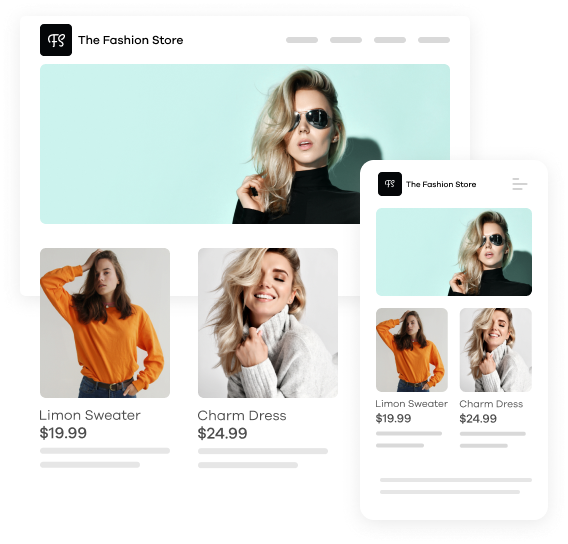 FS The Fashion Store
FS The Fashion Store
Limon Sweater
$19.99
Charm Dress
$24.99
Limon Sweater
$19.99
Charm Dress
$24.99